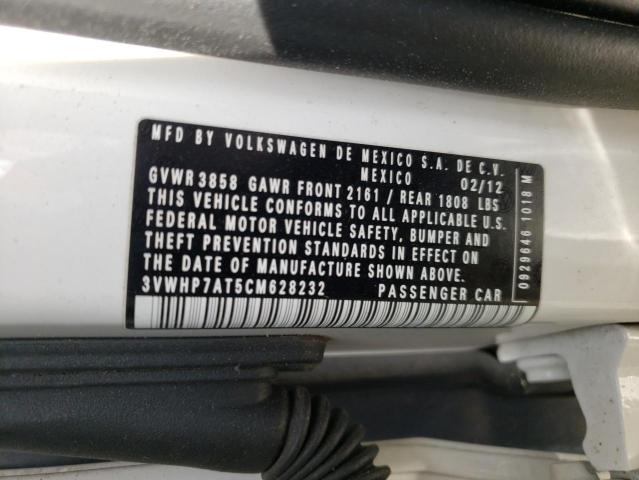 MFD BY VOLKSWAGEN DE MEXICO S.A. DE C.V.
MEXICO 02/12
GVWR 3858 GAWR FRONT 2161 / REAR 1808 LBS
THIS VEHICLE CONFORMS TO ALL APPLICABLE U.S.
FEDERAL MOTOR VEHICLE SAFETY, BUMPER AND
THEFT PREVENTION STANDARDS IN EFFECT ON
THE DATE OF MANUFACTURE SHOWN ABOVE.
3VWHP7AT5CM628232 PASSENGER CAR
0929646 1018 M